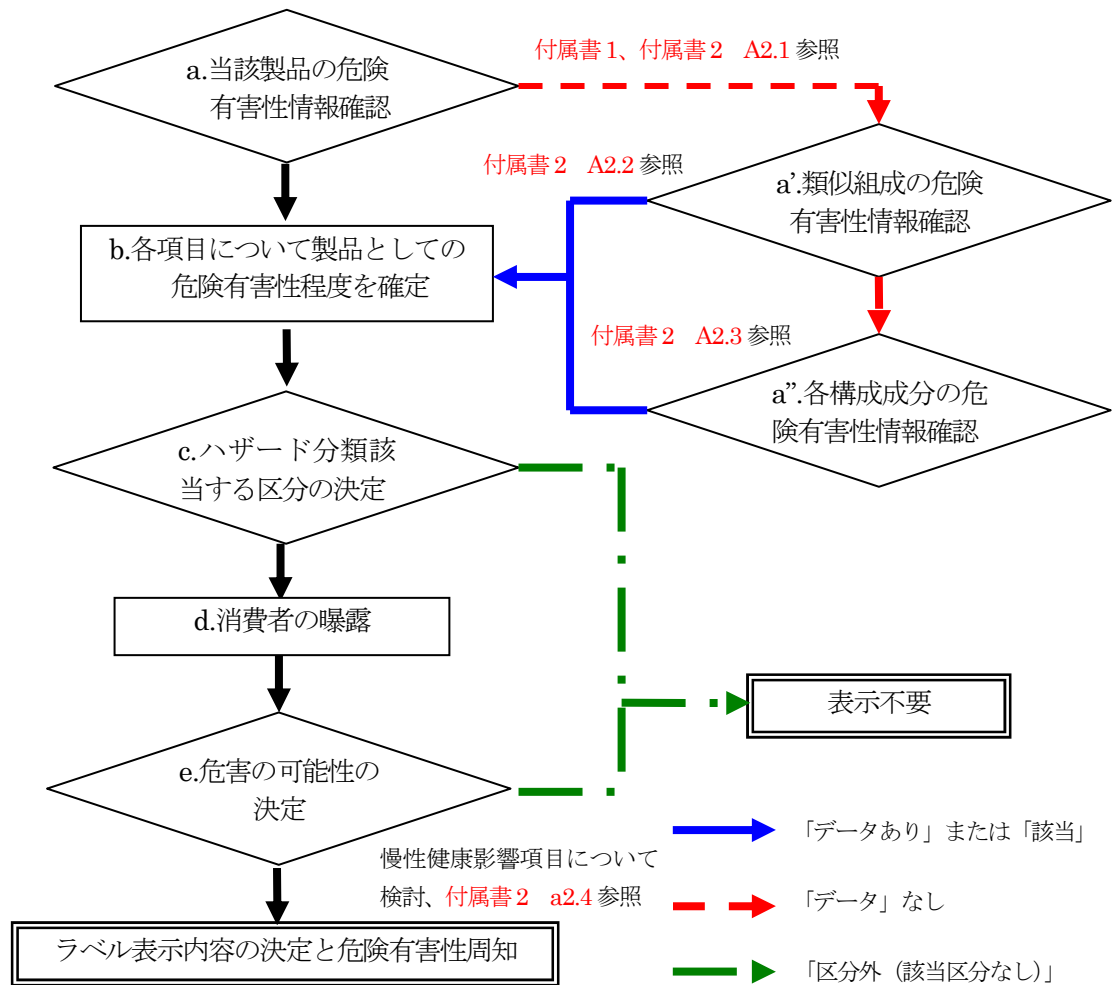 付属書1、付属書2 A2.1 参照
a.当該製品の危険
有害性情報確認
付属書2 A2.2 参照
a’.類似組成の危険
有害性情報確認
b.各項目について製品としての
危険有害性程度を確定
付属書2 A2.3 参照
a”.各構成成分の危
険有害性情報確認
c.ハザード分類該
当する区分の決定
d.消費者の曝露
表示不要
e.危害の可能性の
決定
「データあり」または「該当」
慢性健康影響項目について
検討、付属書2 a2.4 参照
「データ」なし
ラベル表示内容の決定と危険有害性周知
「区分外（該当区分なし）」